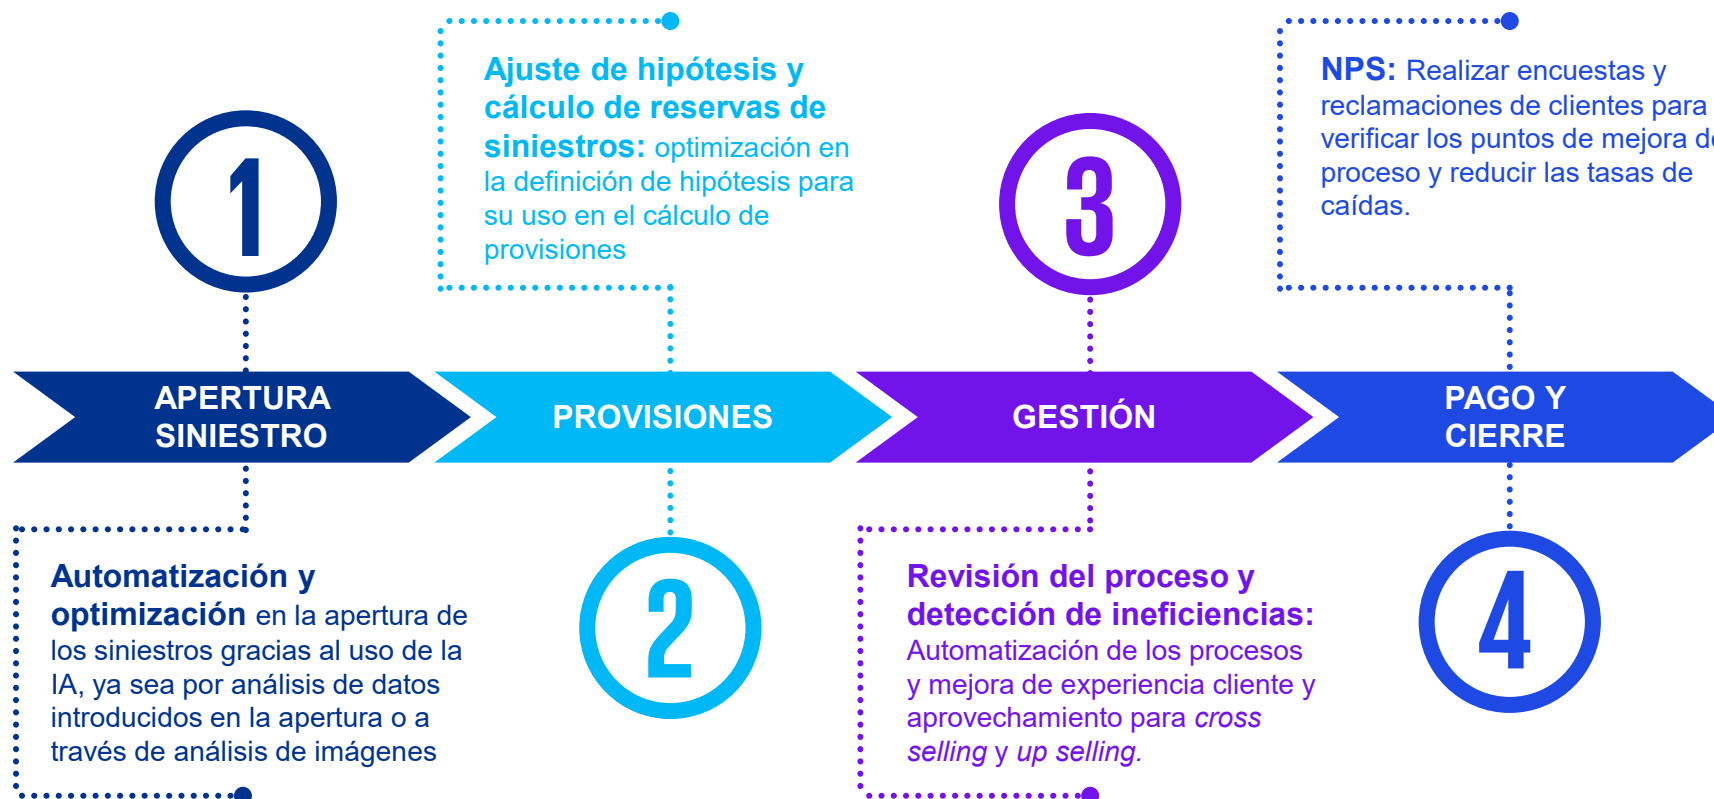 1
APERTURA
SINIESTRO
Automatización y
optimización en la apertura de
los siniestros gracias al uso de la
IA, ya sea por análisis de datos
introducidos en la apertura o a
través de análisis de imágenes
Ajuste de hipótesis y
cálculo de reservas de
siniestros: optimización en
la definición de hipótesis para
su uso en el cálculo de
provisiones
PROVISIONES
2
3
GESTIÓN
Revisión del proceso y
detección de ineficiencias:
Automatización de los procesos
y mejora de experiencia cliente y
aprovechamiento para cross
selling y up selling.
NPS: Realizar encuestas y
reclamaciones de clientes para
verificar los puntos de mejora
proceso y reducir las tasas de
caídas.
PAGO Y
CIERRE
4